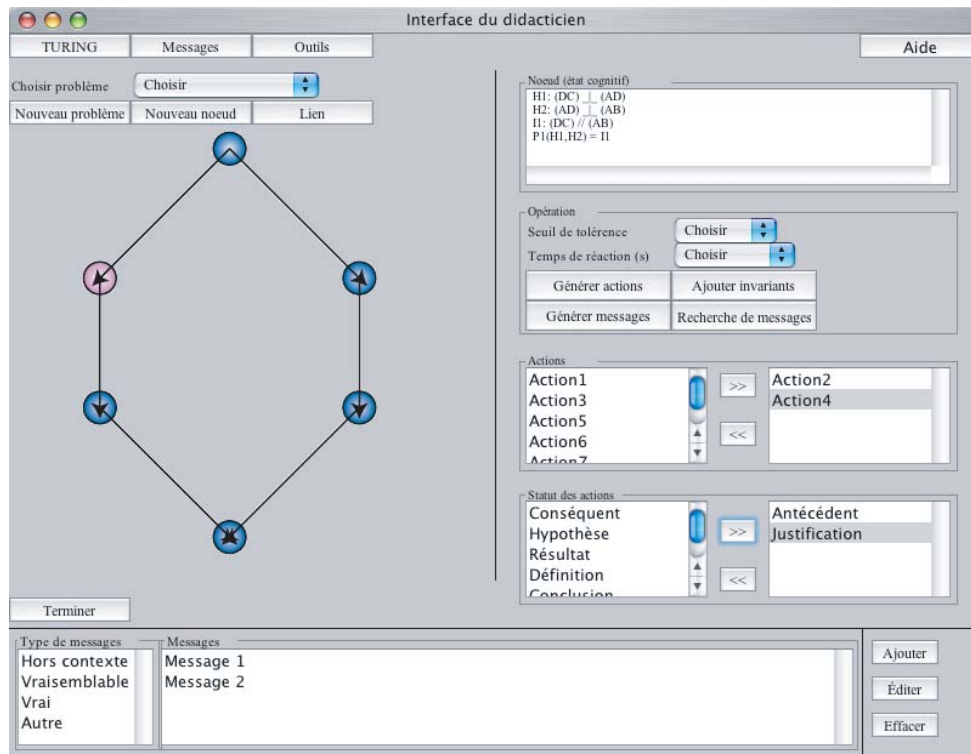 Interface du didacticien
TURING Messages Outils
Aide
Choisir problème Choisir
Nouveau problème Nouveau noeud Lien
Noeud (état cognitif)
H1: (DC) _|_ (AD)
H2: (AD) _|_ (AB)
I1: (DC) // (AB)
P1(H1,H2) = I1
Opération
Seuil de tolérence Choisir
Temps de réaction (s) Choisir
Générer actions Ajouter invariants
Générer messages Recherche de messages
Actions
Action1
Action3
Action5
Action6
Action7
>>
<<
Action2
Action4
Statut des actions
Conséquent
Hypothèse
Résultat
Définition
Conclusion
>>
<<
Antécédent
Justification
Terminer
Type de messages
Hors contexte
Vraisemblable
Vrai
Autre
Messages
Message 1
Message 2
Ajouter
Éditer
Effacer